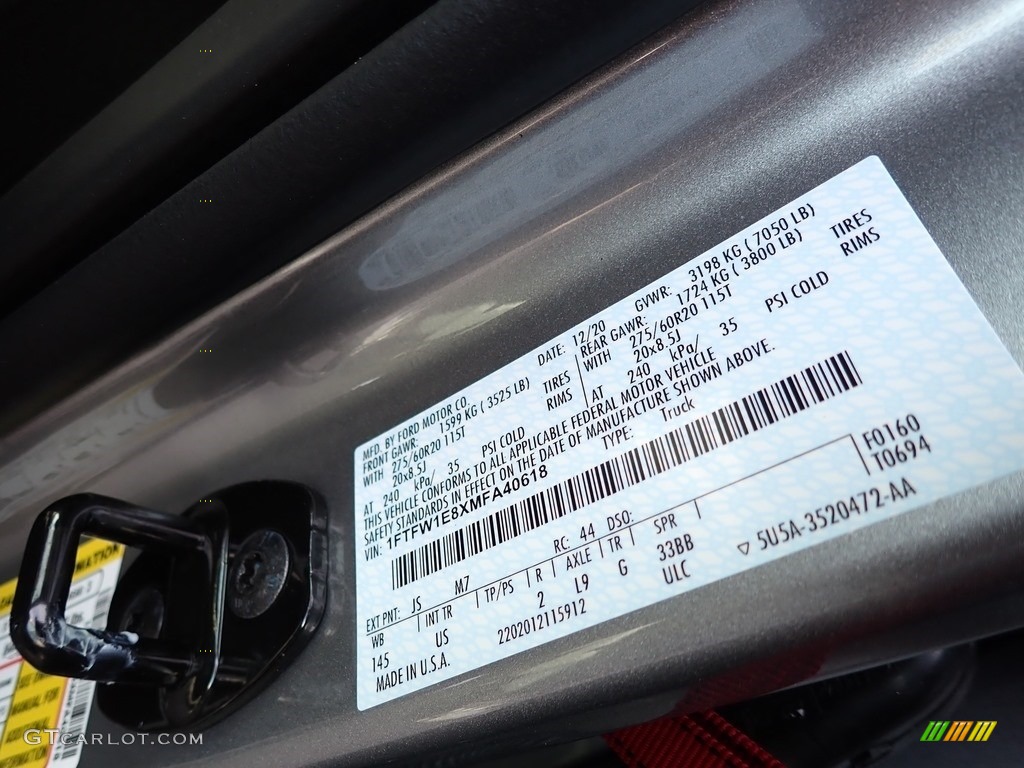 MFD. BY FORD MOTOR CO.
DATE: 12/20 GVWR: 3198 KG ( 7050 LB)
FRONT GAWR: 1599 KG ( 3525 LB)
REAR GAWR: 1724 KG ( 3800 LB)
WITH 275/60R20 115T TIRES
WITH 275/60R20 115T TIRES
20x8.5J RIMS
20x8.5J RIMS
AT 240 kPa/ 35 PSI COLD
AT 240 kPa/ 35 PSI COLD
THIS VEHICLE CONFORMS TO ALL APPLICABLE FEDERAL MOTOR VEHICLE
SAFETY STANDARDS IN EFFECT ON THE DATE OF MANUFACTURE SHOWN ABOVE.
VIN: 1FTFW1E8XMFA40618 TYPE: Truck
F0160
T0694
EXT PNT: JS M7 RC: 44 DSO:
WB INT TR TP/PS R AXLE TR SPR
145 US 2 L9 G 33BB
MADE IN U.S.A. 2202012115912 ULC
5U5A-3520472-AA
MANUAL FOR
GTCARLOT.COM